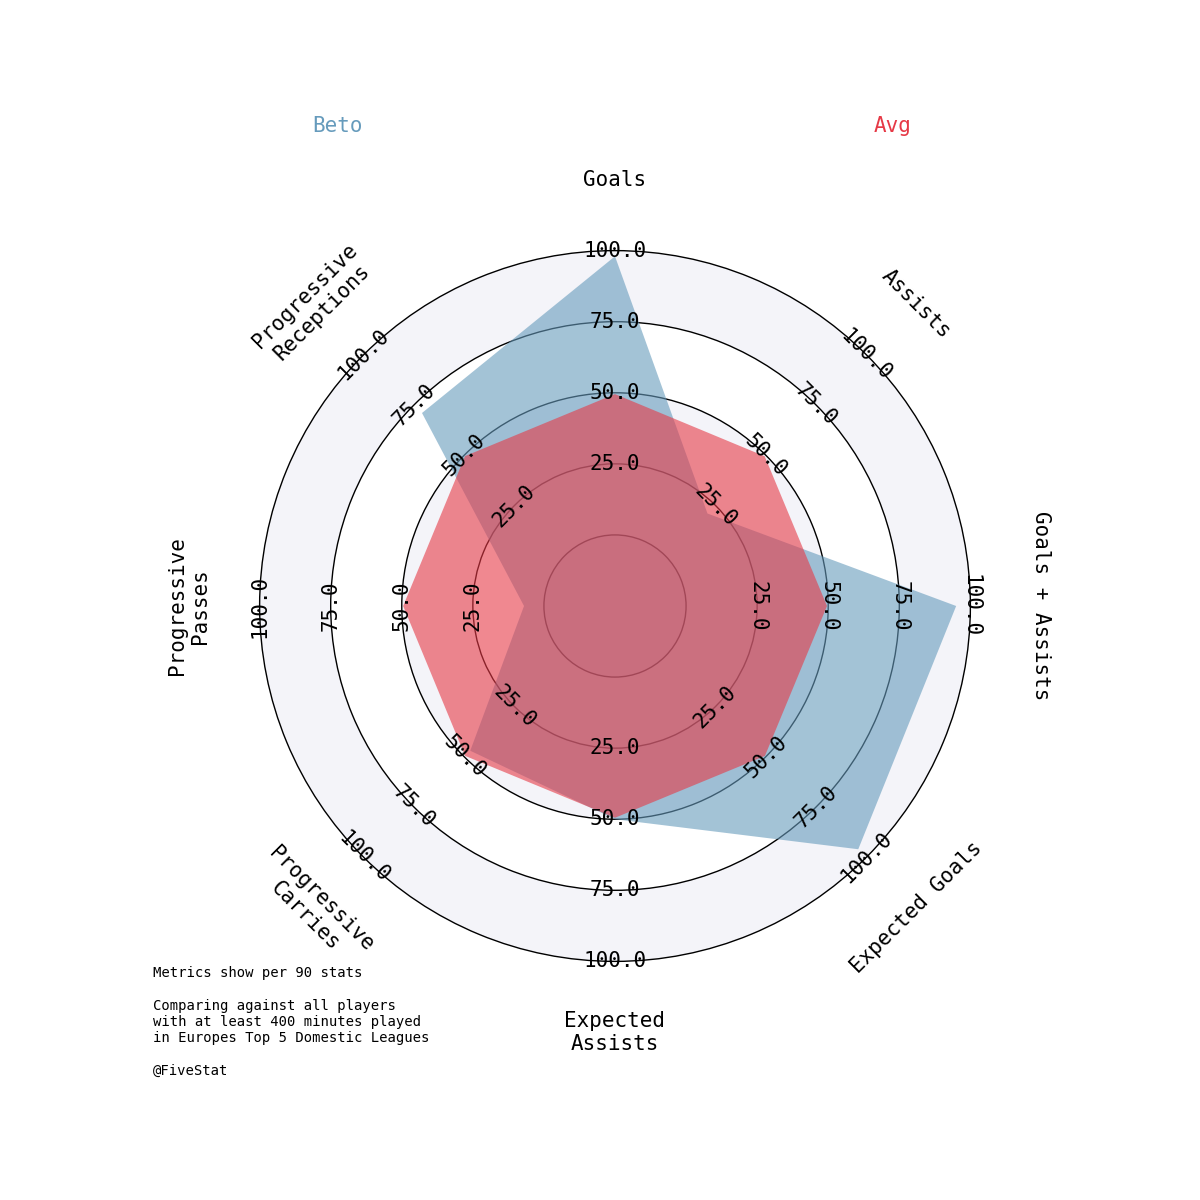 Beto
Avg
Goals
Assists
Goals + Assists
Expected Goals
Expected
Assists
Progressive
Carries
Progressive
Passes
Progressive
Receptions
100.0
75.0
50.0
25.0
100.0
75.0
50.0
25.0
100.0
75.0
50.0
25.0
100.0
75.0
50.0
25.0
25.0
50.0
75.0
100.0
25.0
50.0
75.0
100.0
100.0
75.0
50.0
25.0
100.0
75.0
50.0
25.0
Metrics show per 90 stats
Comparing against all players
with at least 400 minutes played
in Europes Top 5 Domestic Leagues
@FiveStat